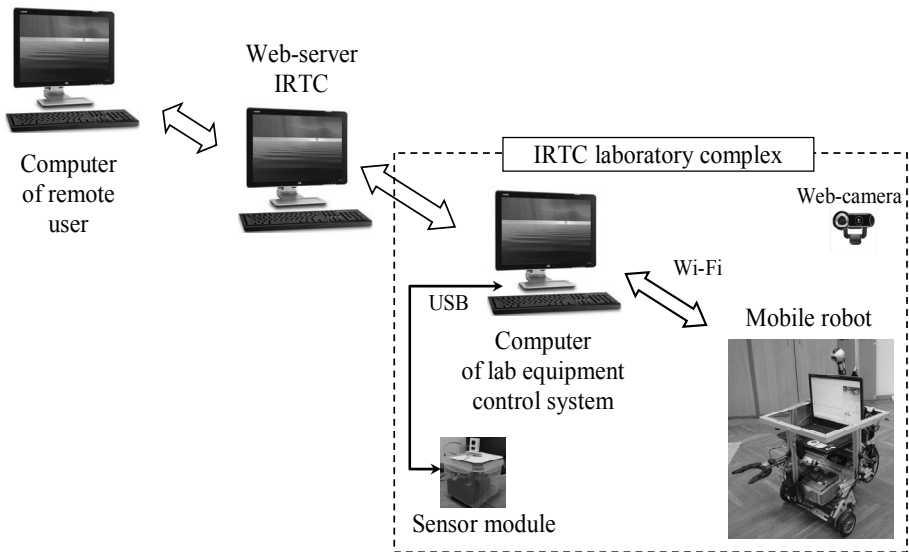 Web-server
IRTC
Computer
of remote
user
IRTC laboratory complex
Web-camera
Wi-Fi
USB
Mobile robot
Computer
of lab equipment
control system
Sensor module